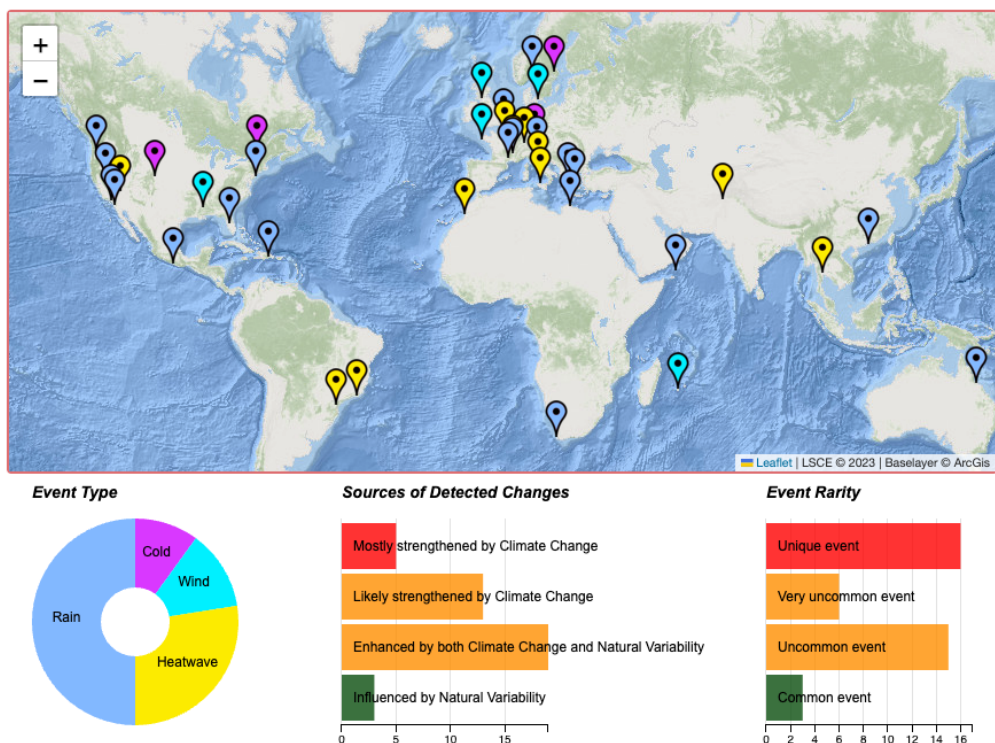 +
−
Leaflet | LSCE © 2023 | Baselayer © ArcGis
Event Type
Cold
Wind
Rain
Heatwave
Sources of Detected Changes
Mostly strengthened by Climate Change
Likely strengthened by Climate Change
Enhanced by both Climate Change and Natural Variability
Influenced by Natural Variability
0 5 10 15
Event Rarity
Unique event
Very uncommon event
Uncommon event
Common event
0 2 4 6 8 10 12 14 16